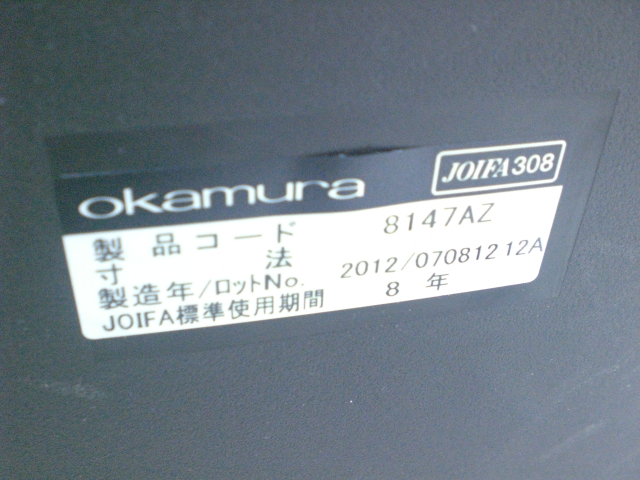 okamura
JOIFA308
製品コード 8147AZ
寸法
製造年/ロットNo. 2012/07081212A
JOIFA標準使用期間 8 年